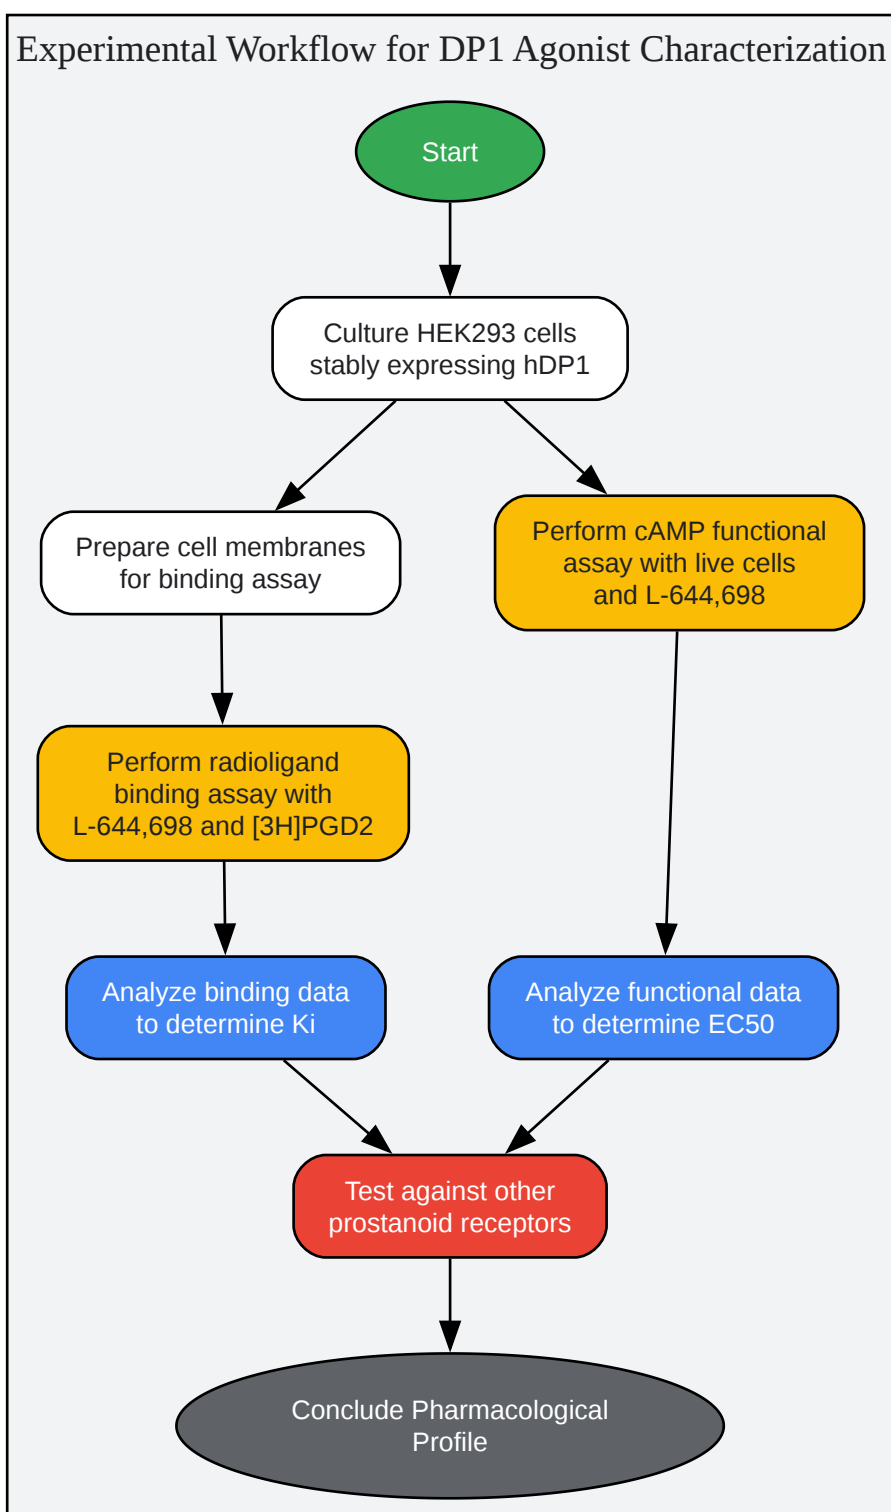 Experimental Workflow for DP1 Agonist Characterization
Start
Culture HEK293 cells
stably expressing hDP1
Prepare cell membranes
for binding assay
Perform cAMP functional
assay with live cells
and L-644,698
Perform radioligand
binding assay with
L-644,698 and [3H]PGD2
Analyze binding data
to determine Ki
Analyze functional data
to determine EC50
Test against other
prostanoid receptors
Conclude Pharmacological
Profile